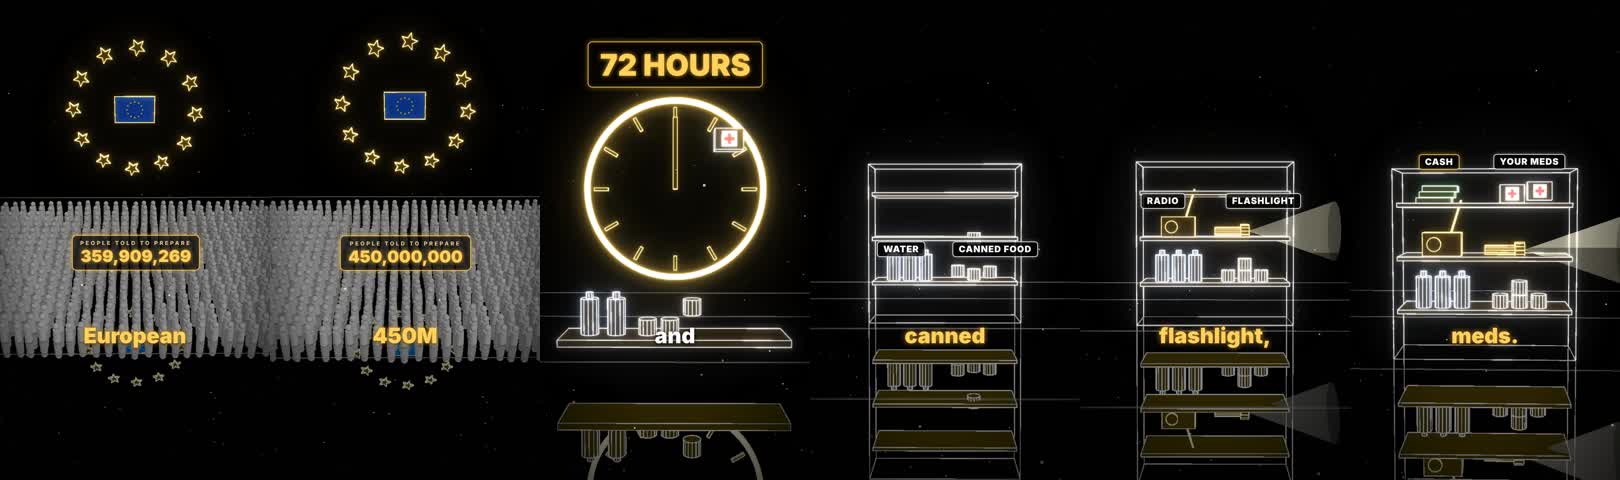 PEOPLE TOLD TO PREPARE
359,909,269
European
PEOPLE TOLD TO PREPARE
450,000,000
450M
72 HOURS
and
WATER
CANNED FOOD
canned
RADIO
FLASHLIGHT
flashlight,
CASH
YOUR MEDS
meds.